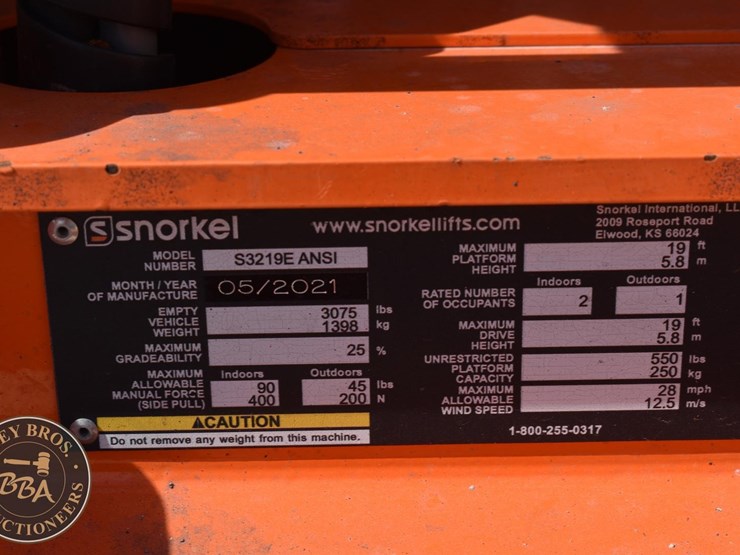 snorkel
www.snorkellifts.com
Snorkel International, LL
2009 Roseport Road
Elwood, KS 66024
MODEL NUMBER S3219E ANSI
MONTH / YEAR OF MANUFACTURE 05/2021
EMPTY VEHICLE WEIGHT 3075 lbs
1398 kg
MAXIMUM GRADEABILITY 25 %
Indoors Outdoors
MAXIMUM ALLOWABLE MANUAL FORCE (SIDE PULL) 90 45 lbs
400 200 N
CAUTION
Do not remove any weight from this machine.
MAXIMUM PLATFORM HEIGHT 19 ft
5.8 m
Indoors Outdoors
RATED NUMBER OF OCCUPANTS 2 1
MAXIMUM DRIVE HEIGHT 19 ft
5.8 m
UNRESTRICTED PLATFORM CAPACITY 550 lbs
250 kg
MAXIMUM ALLOWABLE WIND SPEED 28 mph
12.5 m/s
1-800-255-0317
EY BROS.
BBA
CTIONEERS